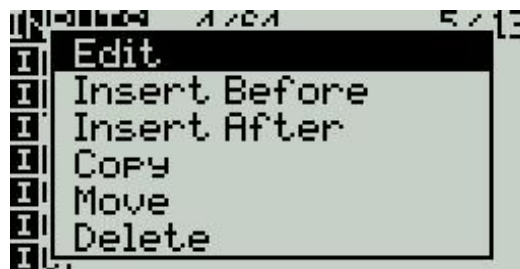 Edit
Insert Before
Insert After
Copy
Move
Delete